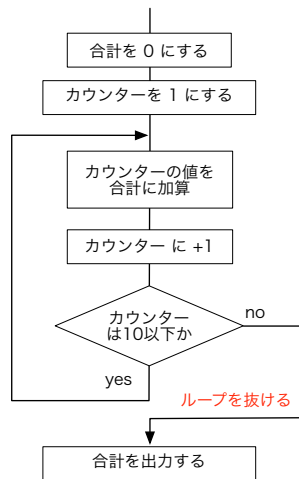 合計を 0 にする
カウンターを 1 にする
カウンターの値を
合計に加算
カウンター に +1
カウンター
は10以下か
no
yes
ループを抜ける
合計を出力する